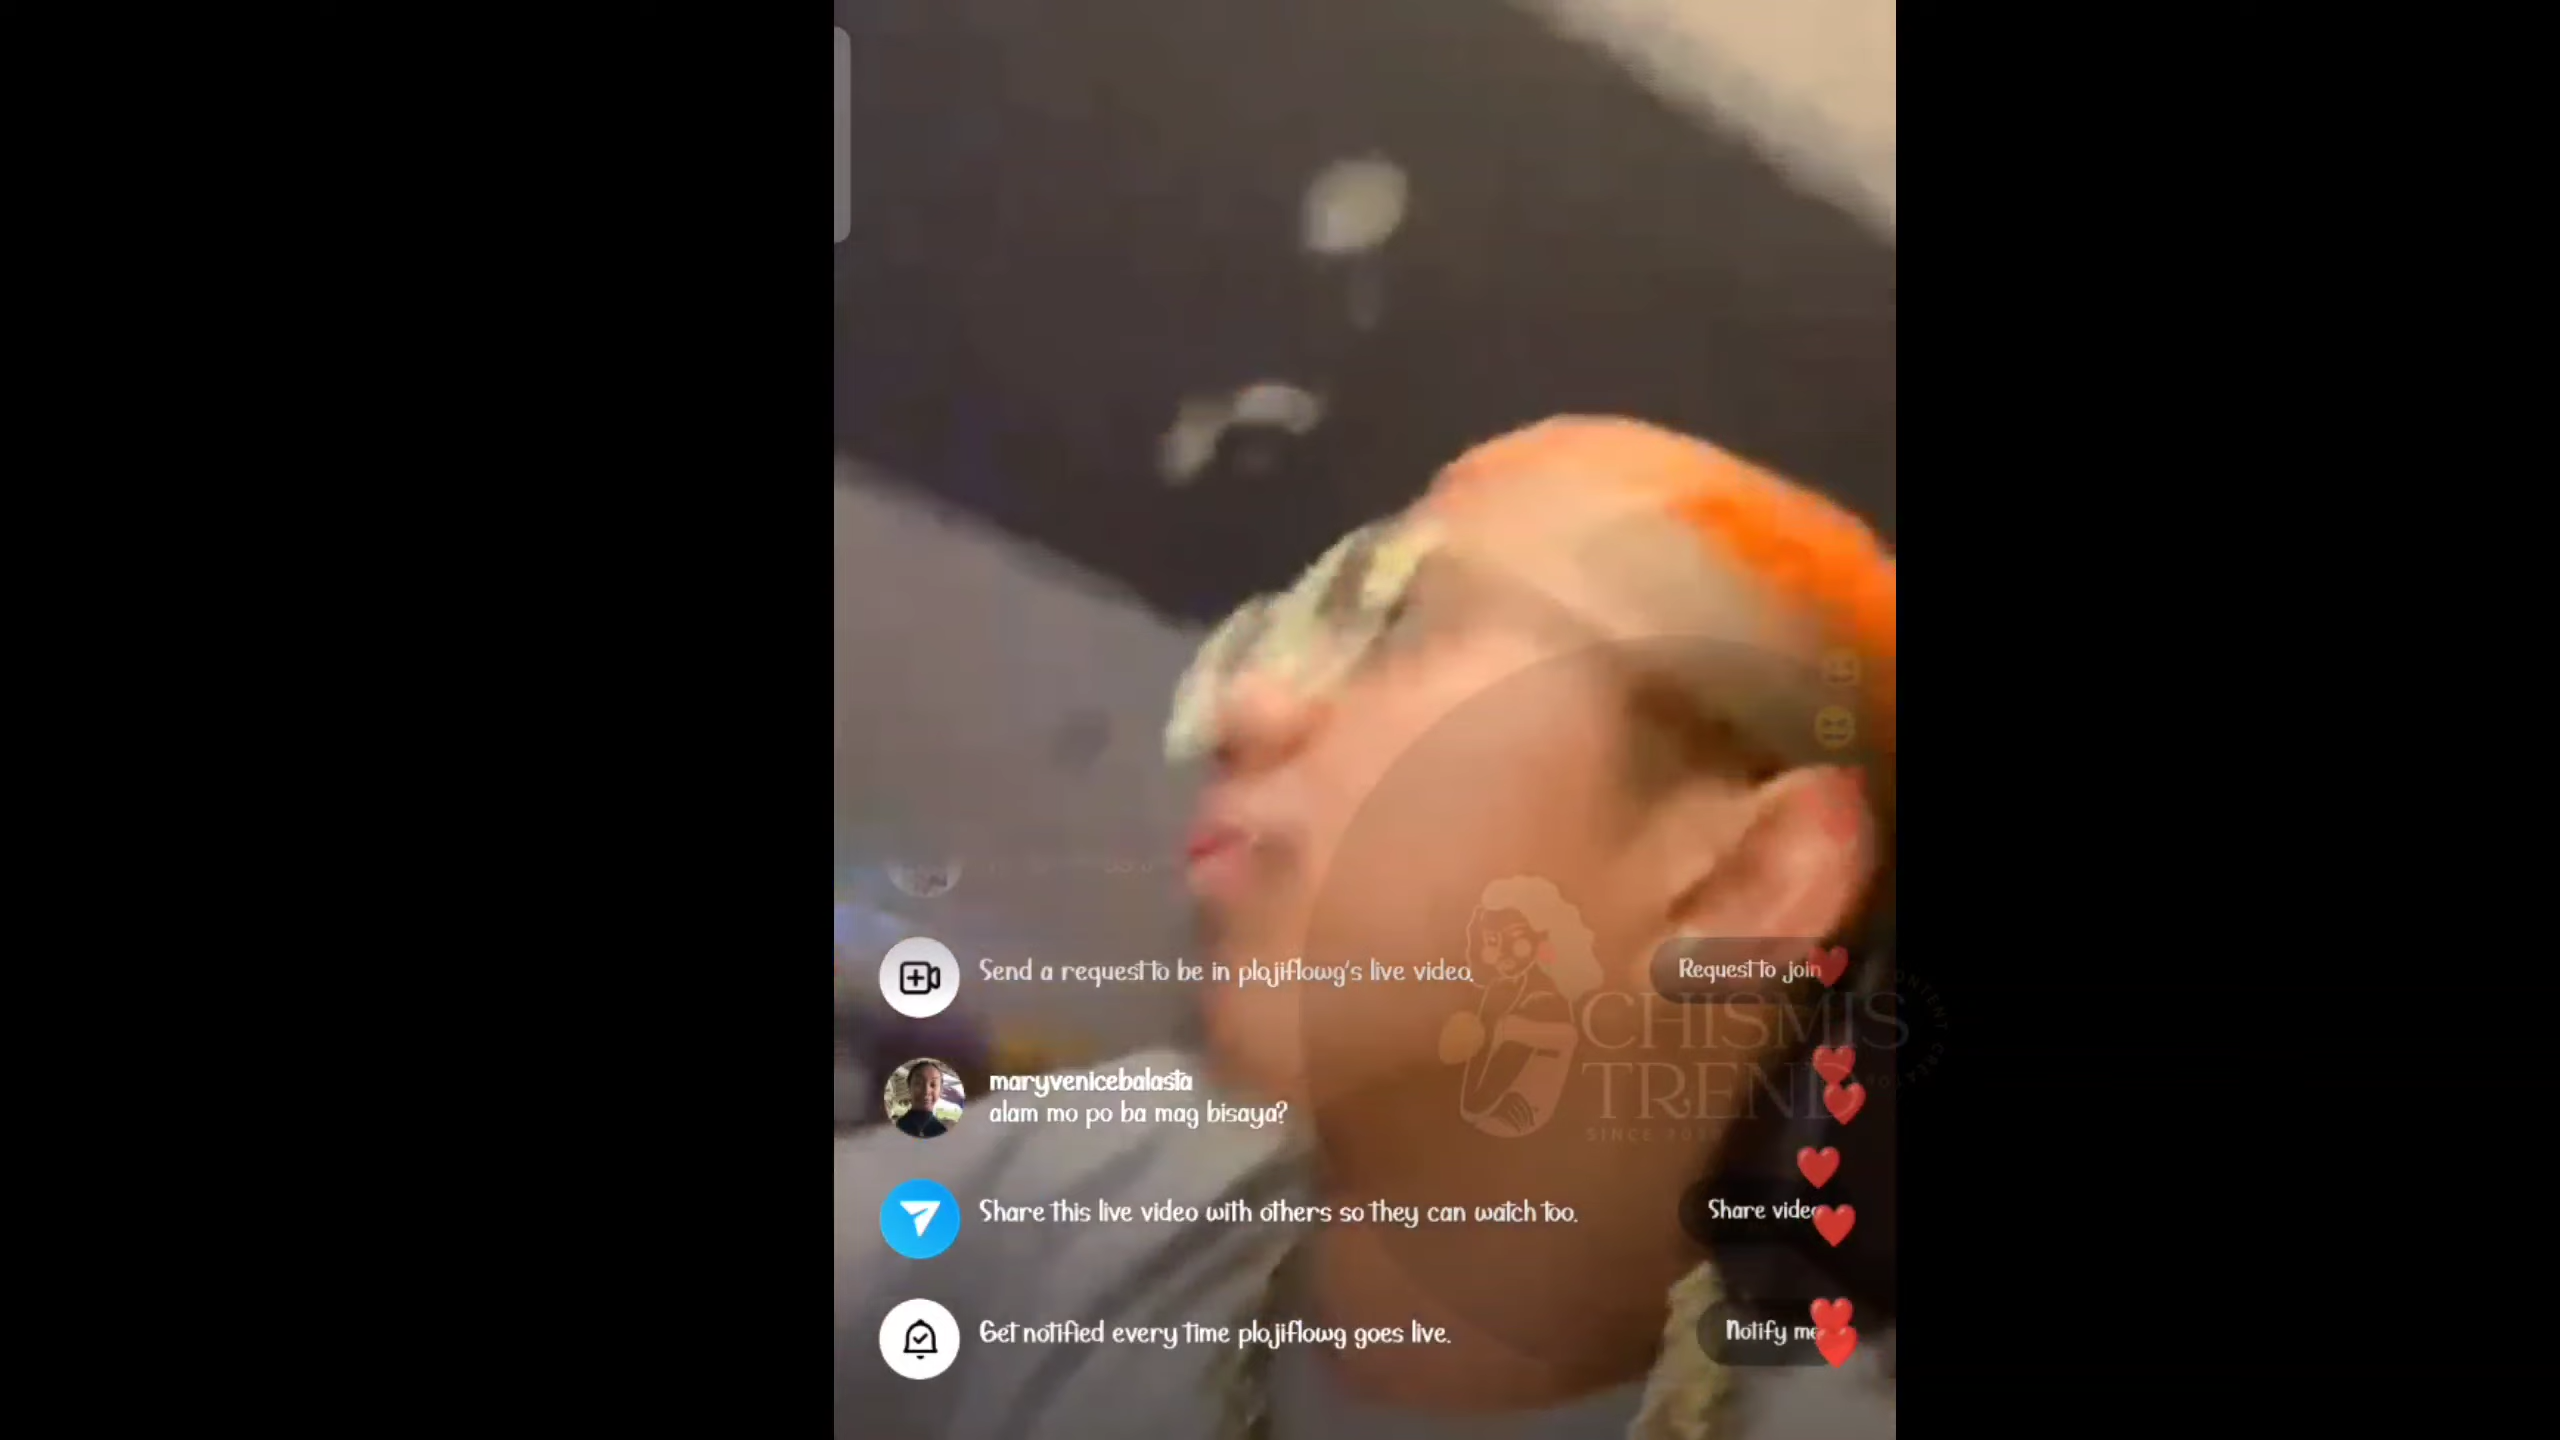 Send a request to be in plojiflowg's live video.
Request to join
CHISMIS
TREND
SINCE
maryvenicebalasta
alam mo po ba mag bisaya?
Share this live video with others so they can watch too.
Share video
Get notified every time plojiflowg goes live.
Notify me